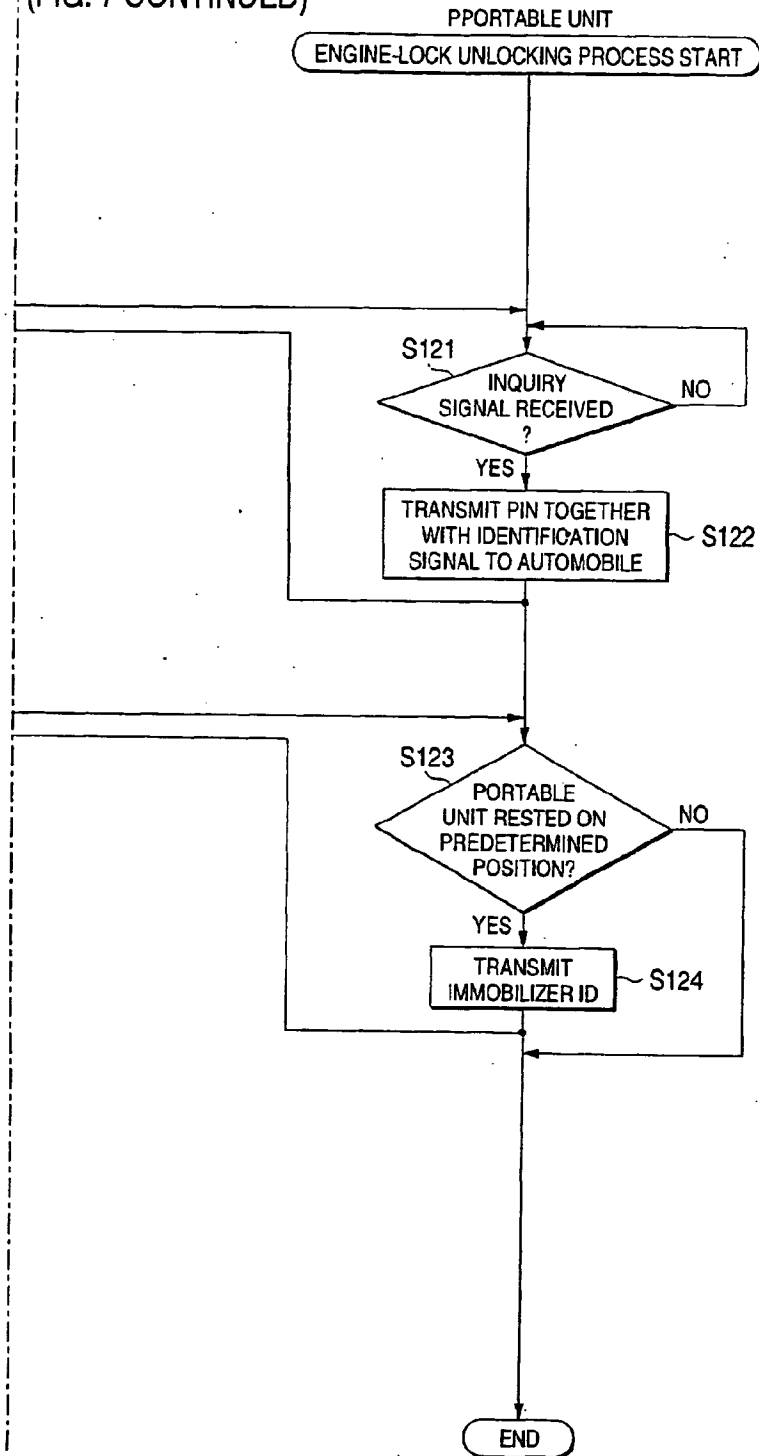 (FIG. 7 CONTINUED)
PPORTABLE UNIT
ENGINE-LOCK UNLOCKING PROCESS START
S121
INQUIRY
SIGNAL RECEIVED
?
NO
YES
TRANSMIT PIN TOGETHER
WITH IDENTIFICATION
SIGNAL TO AUTOMOBILE
S122
S123
PORTABLE
UNIT RESTED ON
PREDETERMINED
POSITION?
NO
YES
TRANSMIT
IMMOBILIZER ID
S124
END